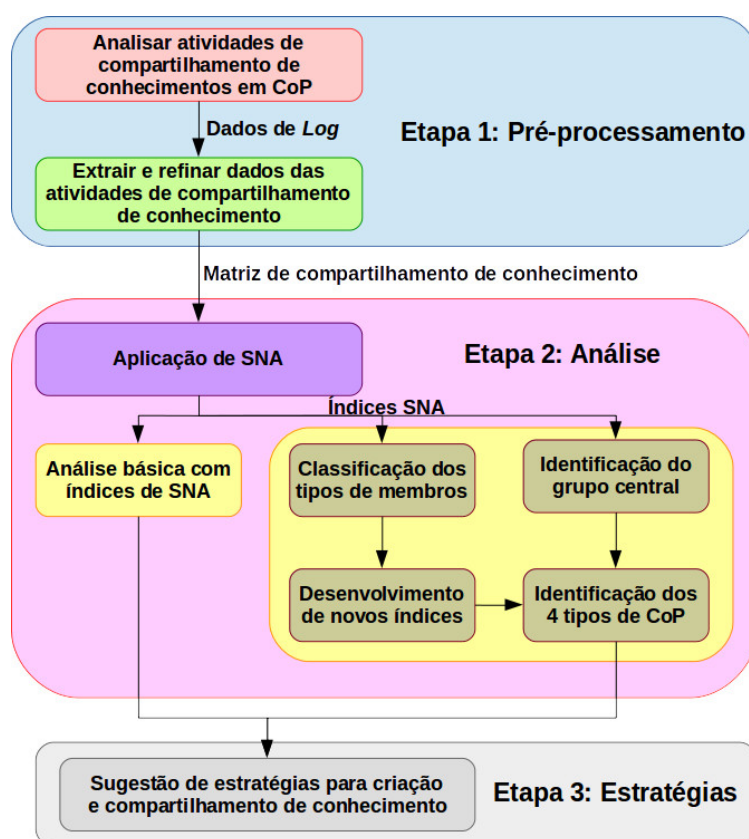 Analisar atividades de
compartilhamento de
conhecimentos em CoP
Dados de Log
Etapa 1: Pré-processamento
Extrair e refinar dados das
atividades de compartilhamento
de conhecimento
Matriz de compartilhamento de conhecimento
Aplicação de SNA
Etapa 2: Análise
Índices SNA
Análise básica com
índices de SNA
Classificação dos
tipos de membros
Identificação do
grupo central
Desenvolvimento
de novos índices
Identificação dos
4 tipos de CoP
Sugestão de estratégias para criação
e compartilhamento de conhecimento
Etapa 3: Estratégias